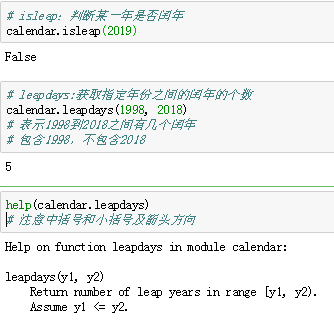 # isleap：判断某一年是否闰年
calendar.isleap(2019)
False
# leapdays:获取指定年份之间的闰年的个数
calendar.leapdays(1998, 2018)
# 表示1998到2018之间有几个闰年
# 包含1998，不包含2018
5
help(calendar.leapdays)
# 注意中括号和小括号及箭头方向
Help on function leapdays in module calendar:
leapdays(y1, y2)
Return number of leap years in range [y1, y2).
Assume y1 <= y2.